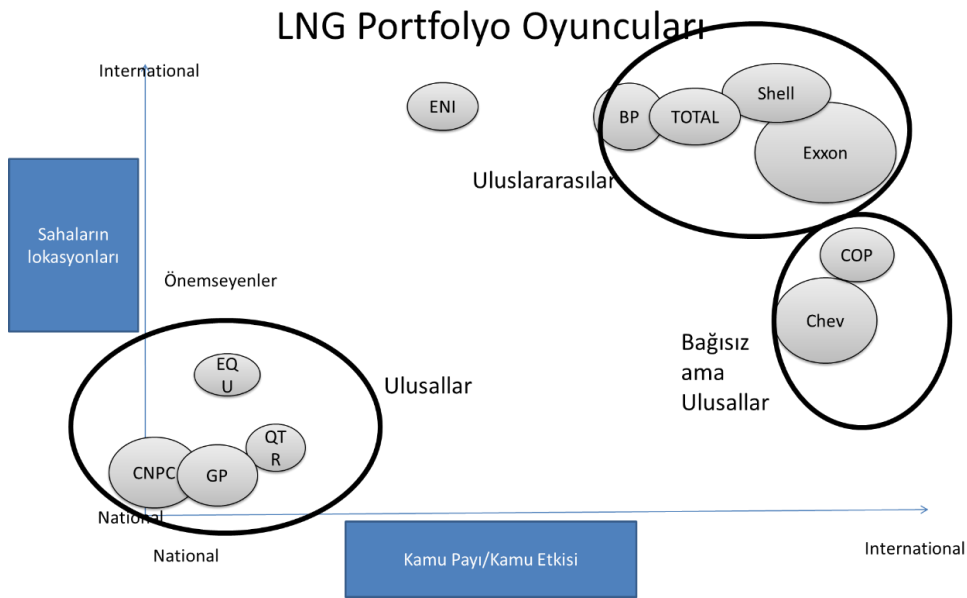 LNG Portfolyo Oyuncuları
International
ENI
BP
TOTAL
Shell
Exxon
Uluslararasılar
Sahaların
lokasyonları
COP
Önemseyenler
Chev
Bağısız
ama
Ulusallar
EQ
U
Ulusallar
QT
R
CNPC
GP
National
National
Kamu Payı/Kamu Etkisi
International